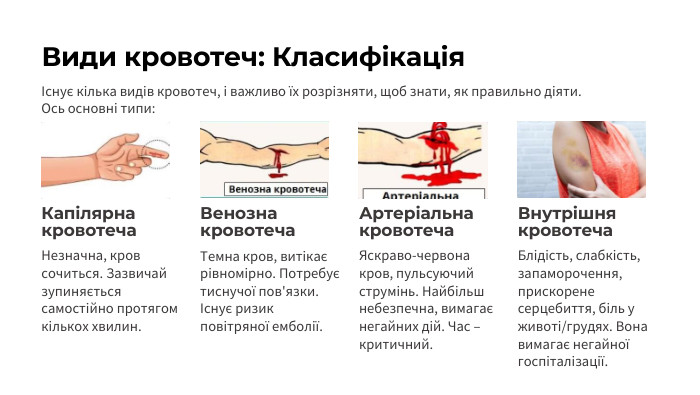 Види кровотеч: Класифікація
Існує кілька видів кровотеч, і важливо їх розрізняти, щоб знати, як правильно діяти.
Ось основні типи:
Венозна кровотеча
Артеріальна
Капілярна
кровотеча
Незначна, кров
сочиться. Зазвичай
зупиняється
самостійно протягом
кількох хвилин.
Венозна
кровотеча
Темна кров, витікає
рівномірно. Потребує
тиснучої пов'язки.
Існує ризик
повітряної емболії.
Артеріальна
кровотеча
Яскраво-червона
кров, пульсуючий
струмінь. Найбільш
небезпечна, вимагає
негайних дій. Час –
критичний.
Внутрішня
кровотеча
Блідість, слабкість,
запаморочення,
прискорене
серцебиття, біль у
животі/грудях. Вона
вимагає негайної
госпіталізації.